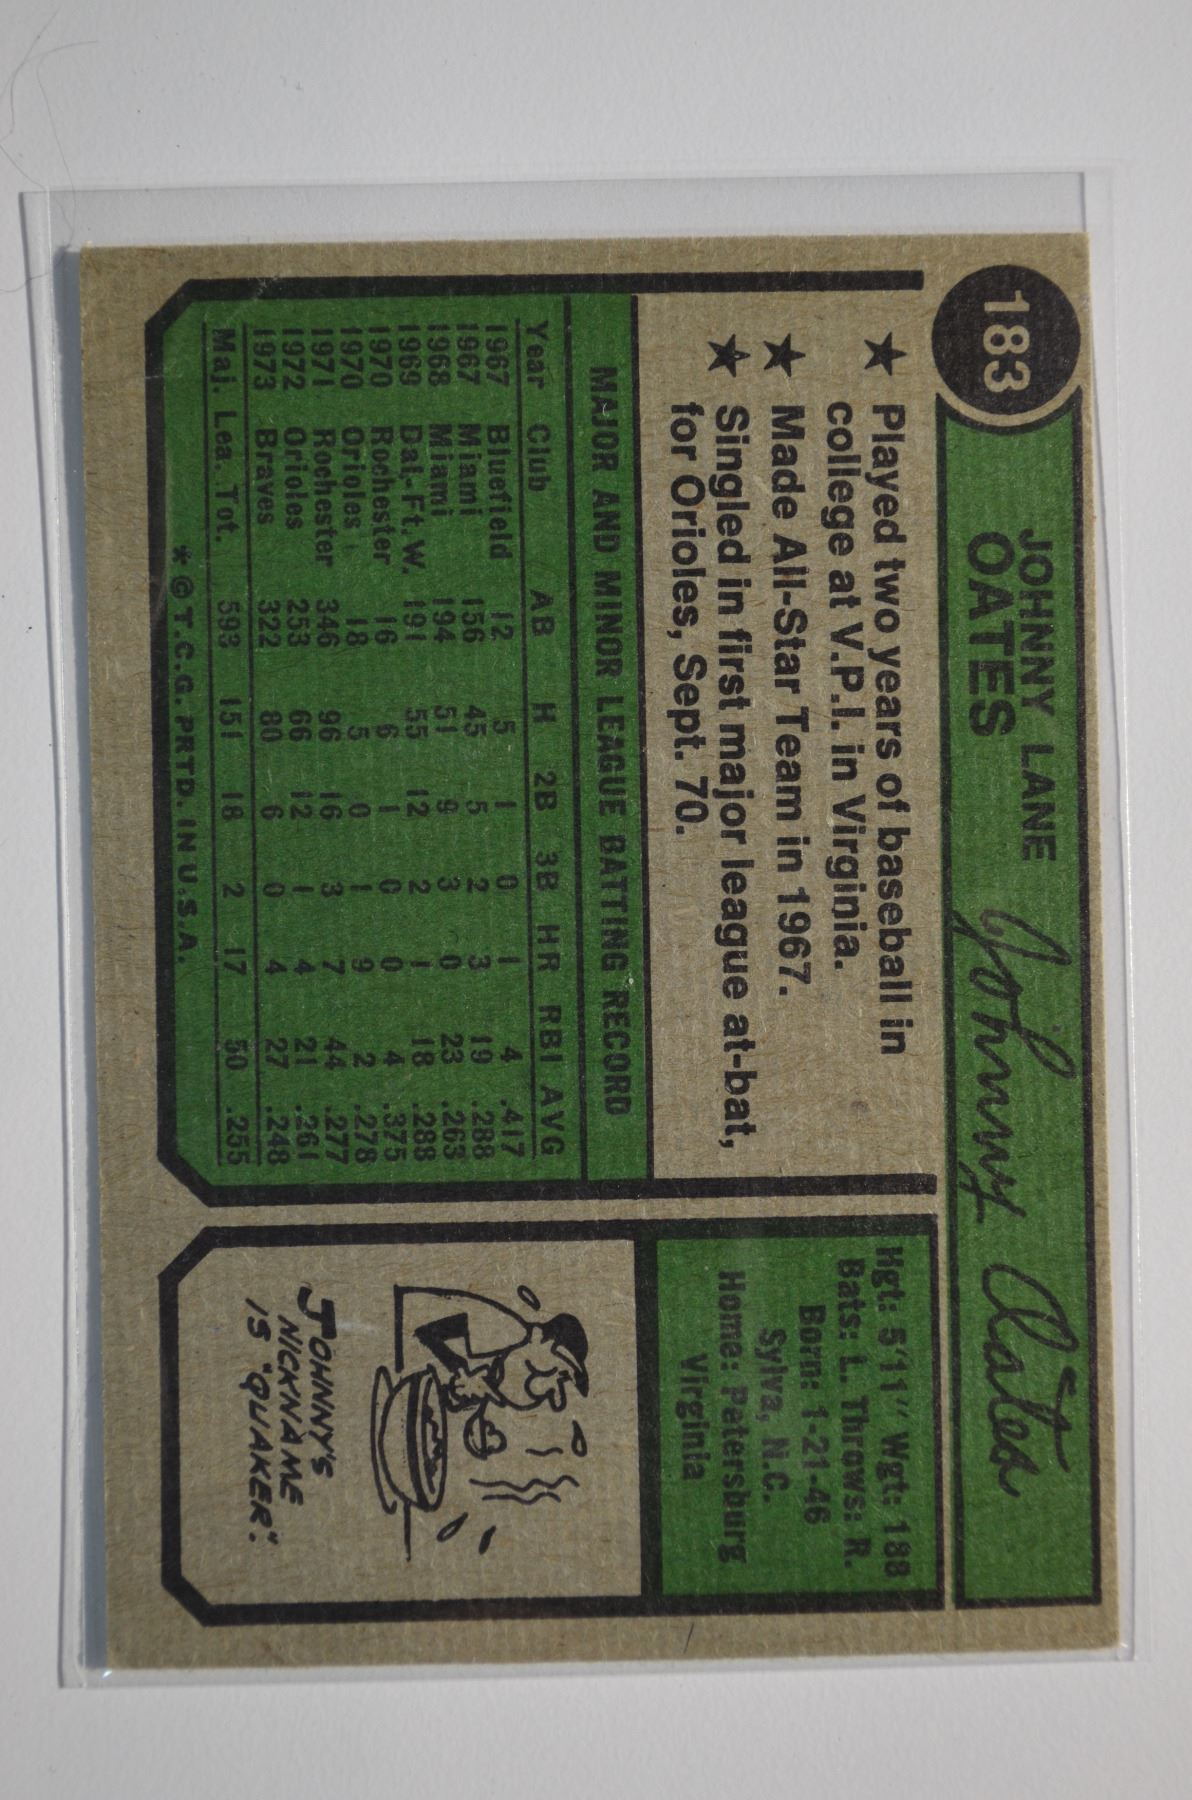 183
JOHNNY LANE
OATES
Johnny Oates
★ Played two years of baseball in
college at V.P.I. in Virginia.
★ Made All-Star Team in 1967.
★ Singled in first major league at-bat,
for Orioles, Sept. 70.
MAJOR AND MINOR LEAGUE BATTING RECORD
Year Club AB H 2B 3B HR RBI AVG
1967 Bluefield 12 5 1 0 1 4 .417
1967 Miami 156 45 5 2 3 19 .288
1968 Miami 194 51 9 3 0 23 .263
1969 Dal.-Ft.W. 191 55 12 2 1 18 .288
1970 Rochester 16 6 1 0 0 4 .375
1970 Orioles 18 5 0 1 9 2 .278
1971 Rochester 346 96 16 3 7 44 .277
1972 Orioles 253 66 12 1 4 21 .261
1973 Braves 322 80 6 0 4 27 .248
Maj. Lea. Tot. 593 151 18 2 17 50 .255
* © T.C.G. PRTD. IN U.S.A.
Hgt: 5'11" Wgt: 188
Bats: L. Throws: R.
Born: 1-21-46
Sylva, N.C.
Home: Petersburg
Virginia
JOHNNY'S
NICKNAME
IS "QUAKER."